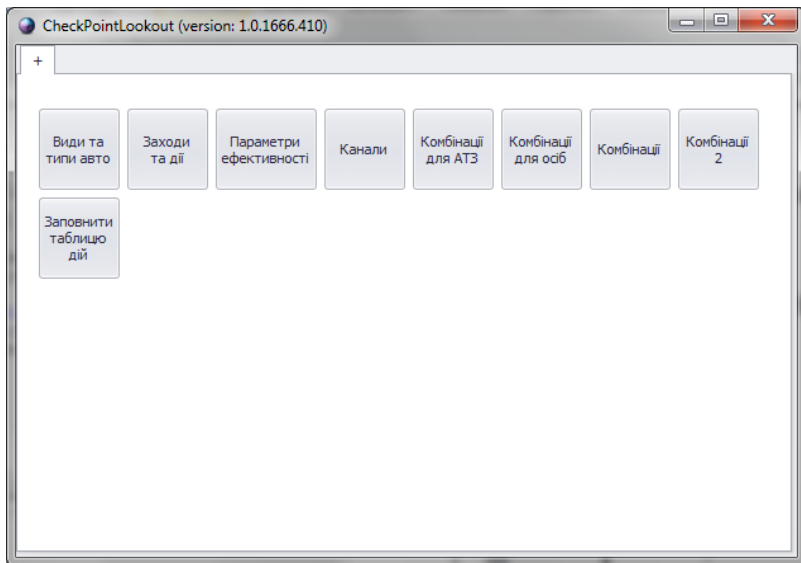 CheckPointLookout (version: 1.0.1666.410)
+
Види та
типи авто
Заходи
та дії
Параметри
ефективності
Канали
Комбінації
для АТЗ
Комбінації
для осіб
Комбінації
Комбінації
2
Заповнити
таблицю
дій